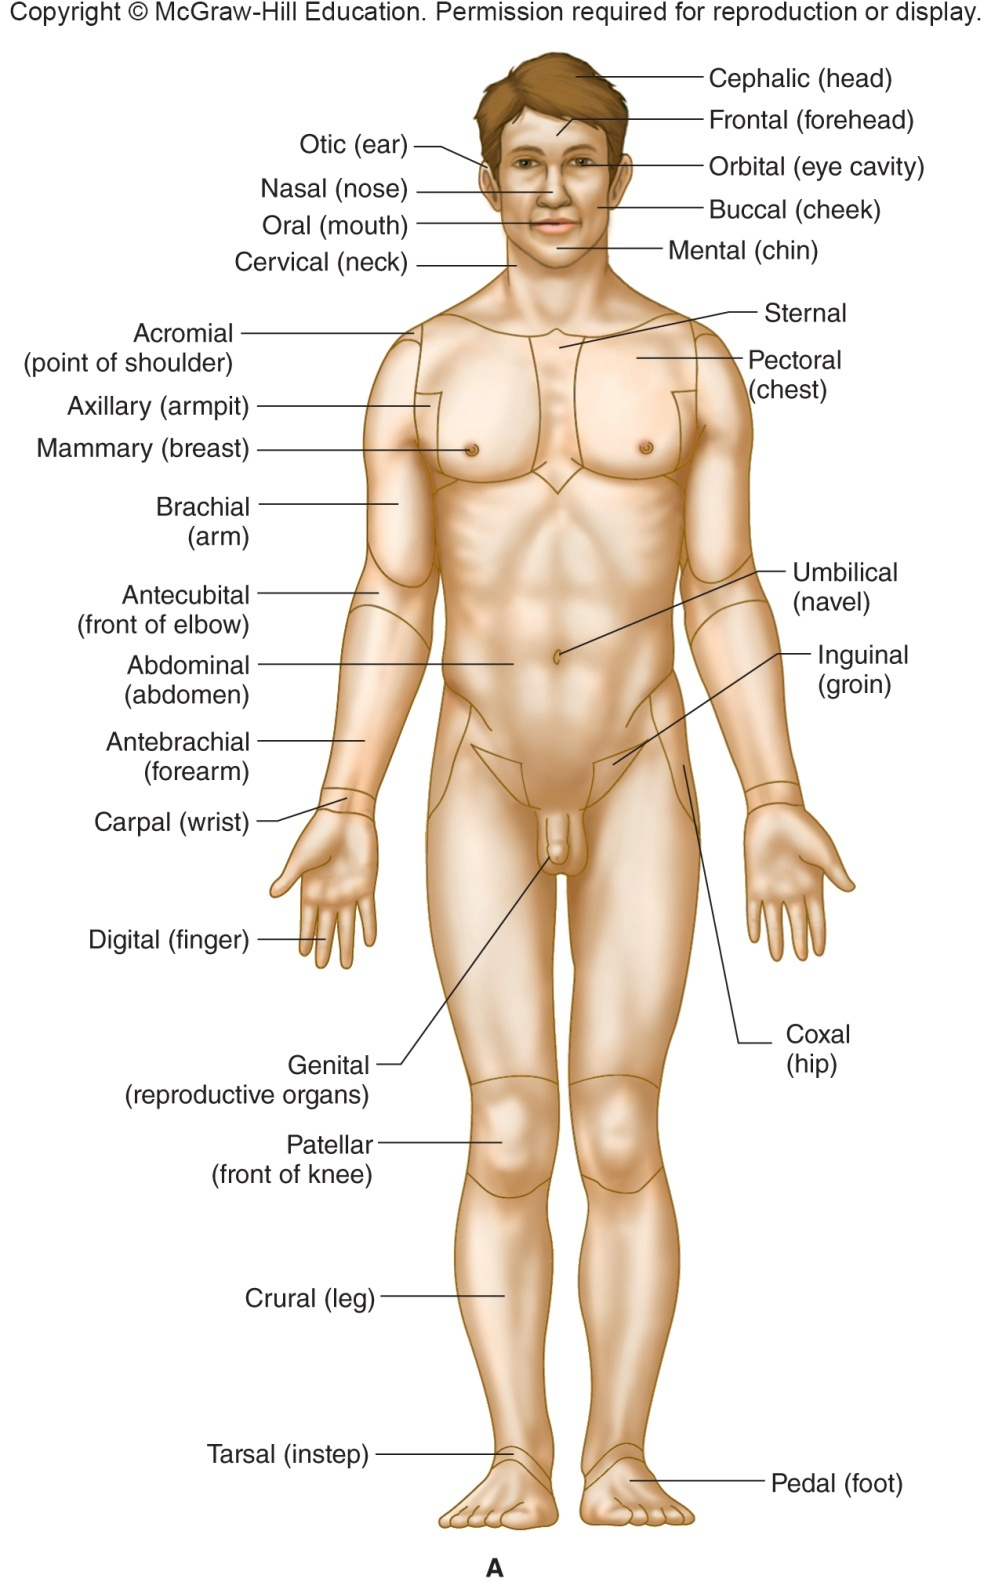 Copyright © McGraw-Hill Education. Permission required for reproduction or display.
Cephalic (head)
Frontal (forehead)
Otic (ear)
Orbital (eye cavity)
Nasal (nose)
Buccal (cheek)
Oral (mouth)
Mental (chin)
Cervical (neck)
Sternal
Acromial
(point of shoulder)
Pectoral
(chest)
Axillary (armpit)
Mammary (breast)
Brachial
(arm)
Umbilical
(navel)
Antecubital
(front of elbow)
Inguinal
(groin)
Abdominal
(abdomen)
Antebrachial
(forearm)
Carpal (wrist)
Digital (finger)
Coxal
(hip)
Genital
(reproductive organs)
Patellar
(front of knee)
Crural (leg)
Tarsal (instep)
Pedal (foot)
A